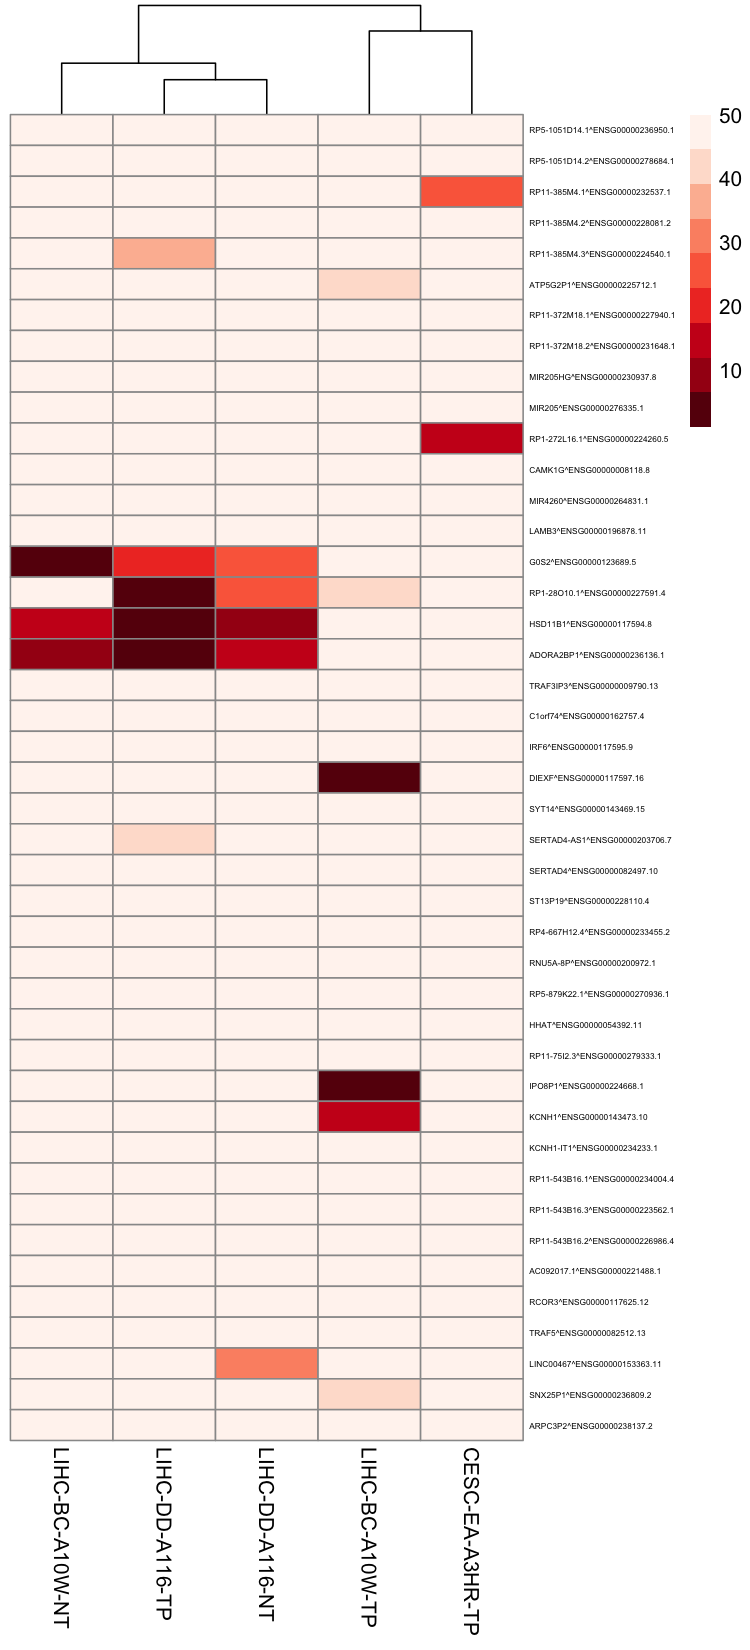 50
40
30
20
10
RP5-1051D14.1^ENSG00000236950.1
RP5-1051D14.2^ENSG00000278684.1
RP11-385M4.1^ENSG00000232537.1
RP11-385M4.2^ENSG00000228081.2
RP11-385M4.3^ENSG00000224540.1
ATP5G2P1^ENSG00000225712.1
RP11-372M18.1^ENSG00000227940.1
RP11-372M18.2^ENSG00000231648.1
MIR205HG^ENSG00000230937.8
MIR205^ENSG00000276335.1
RP1-272L16.1^ENSG00000224260.5
CAMK1G^ENSG00000008118.8
MIR4260^ENSG00000264831.1
LAMB3^ENSG00000196878.11
G0S2^ENSG00000123689.5
RP1-28O10.1^ENSG00000227591.4
HSD11B1^ENSG00000117594.8
ADORA2BP1^ENSG00000236136.1
TRAF3IP3^ENSG00000009790.13
C1orf74^ENSG00000162757.4
IRF6^ENSG00000117595.9
DIEXF^ENSG00000117597.16
SYT14^ENSG00000143469.15
SERTAD4-AS1^ENSG00000203706.7
SERTAD4^ENSG00000082497.10
ST13P19^ENSG00000228110.4
RP4-667H12.4^ENSG00000233455.2
RNU5A-8P^ENSG00000200972.1
RP5-879K22.1^ENSG00000270936.1
HHAT^ENSG00000054392.11
RP11-75I2.3^ENSG00000279333.1
IPO8P1^ENSG00000224668.1
KCNH1^ENSG00000143473.10
KCNH1-IT1^ENSG00000234233.1
RP11-543B16.1^ENSG00000234004.4
RP11-543B16.3^ENSG00000223562.1
RP11-543B16.2^ENSG00000226986.4
AC092017.1^ENSG00000221488.1
RCOR3^ENSG00000117625.12
TRAF5^ENSG00000082512.13
LINC00467^ENSG00000153363.11
SNX25P1^ENSG00000236809.2
ARPC3P2^ENSG00000238137.2
LIHC-BC-A10W-NT
LIHC-DD-A116-TP
LIHC-DD-A116-NT
LIHC-BC-A10W-TP
CESC-EA-A3HR-TP